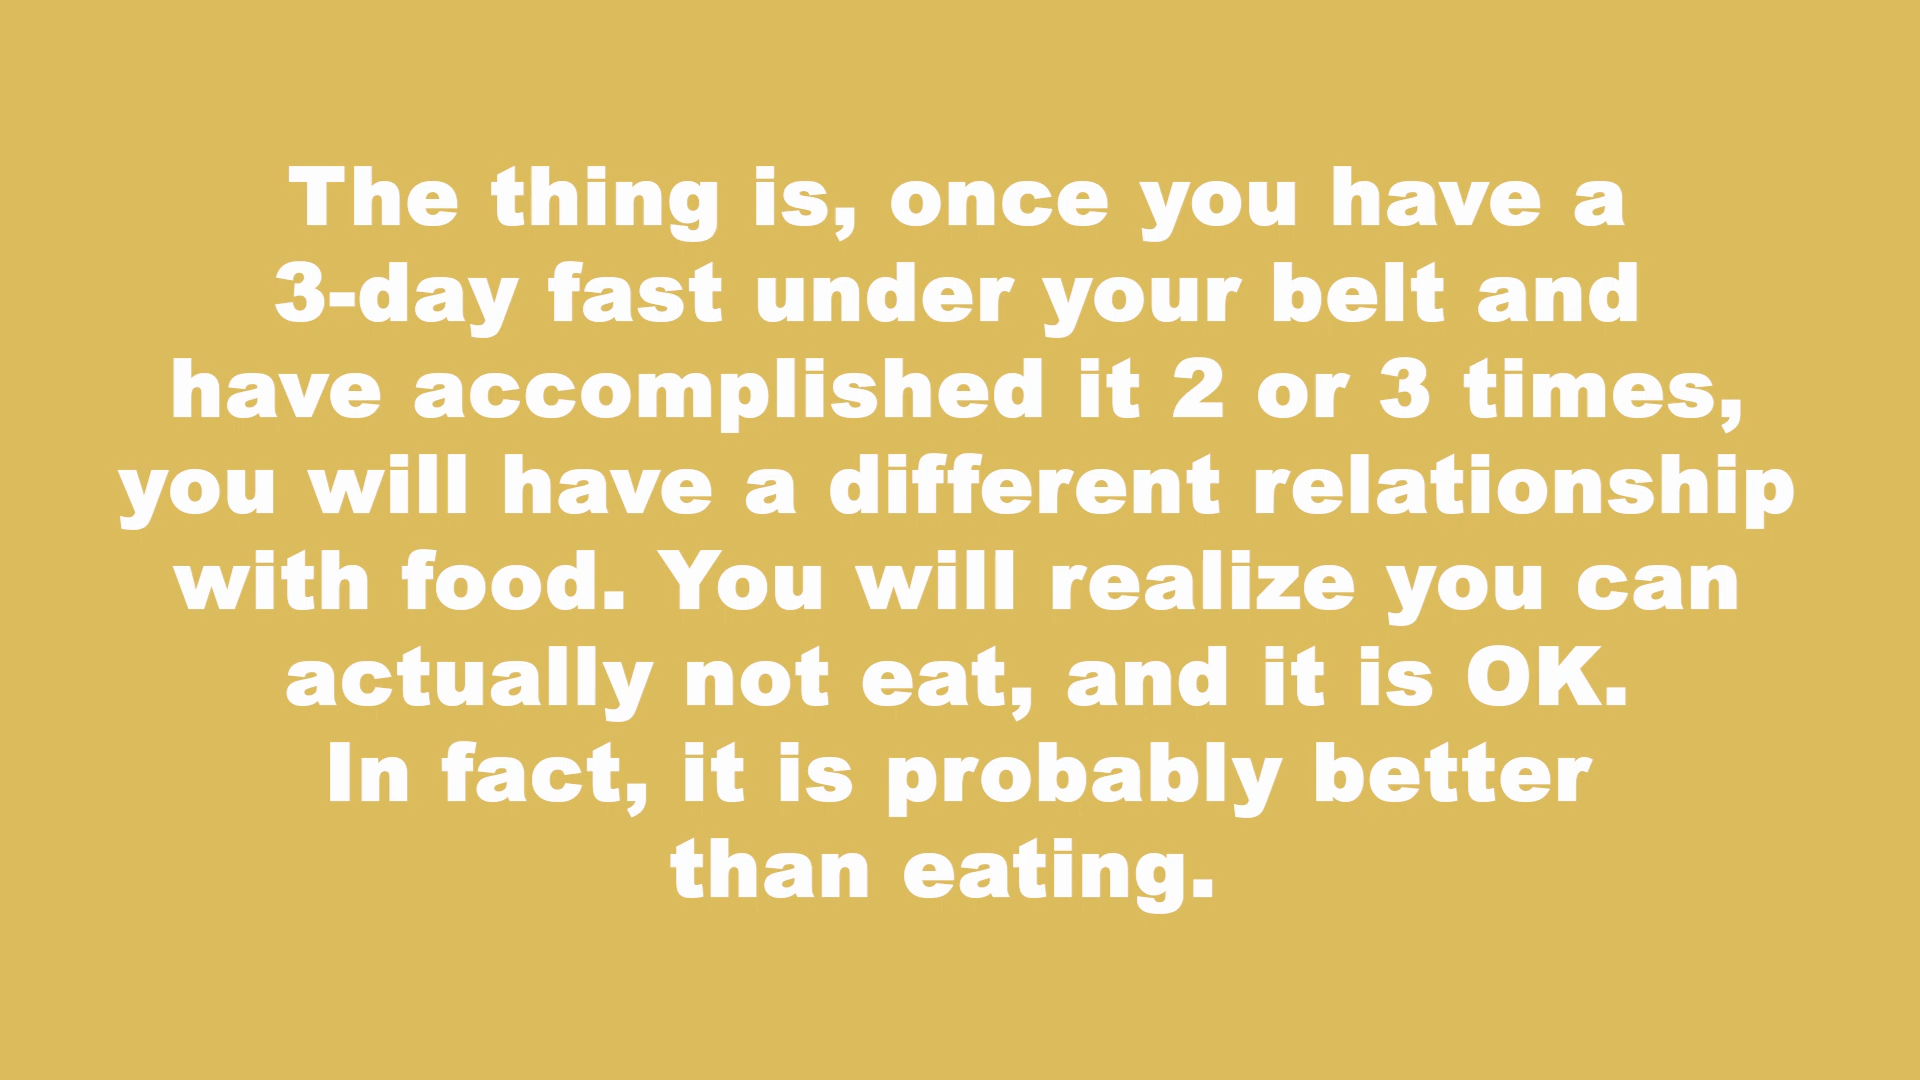 The thing is, once you have a
3-day fast under your belt and
have accomplished it 2 or 3 times,
you will have a different relationship
with food. You will realize you can
actually not eat, and it is OK.
In fact, it is probably better
than eating.